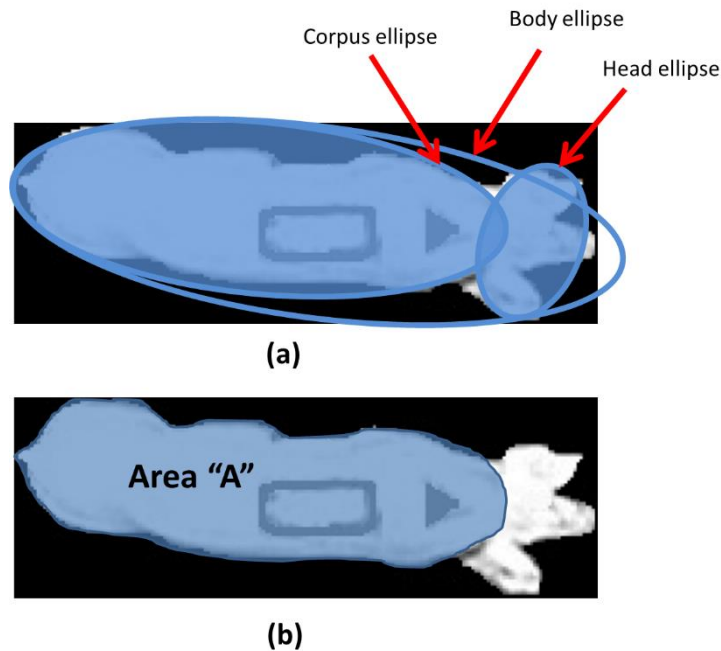 Body ellipse
Corpus ellipse
Head ellipse
(a)
Area “A”
(b)